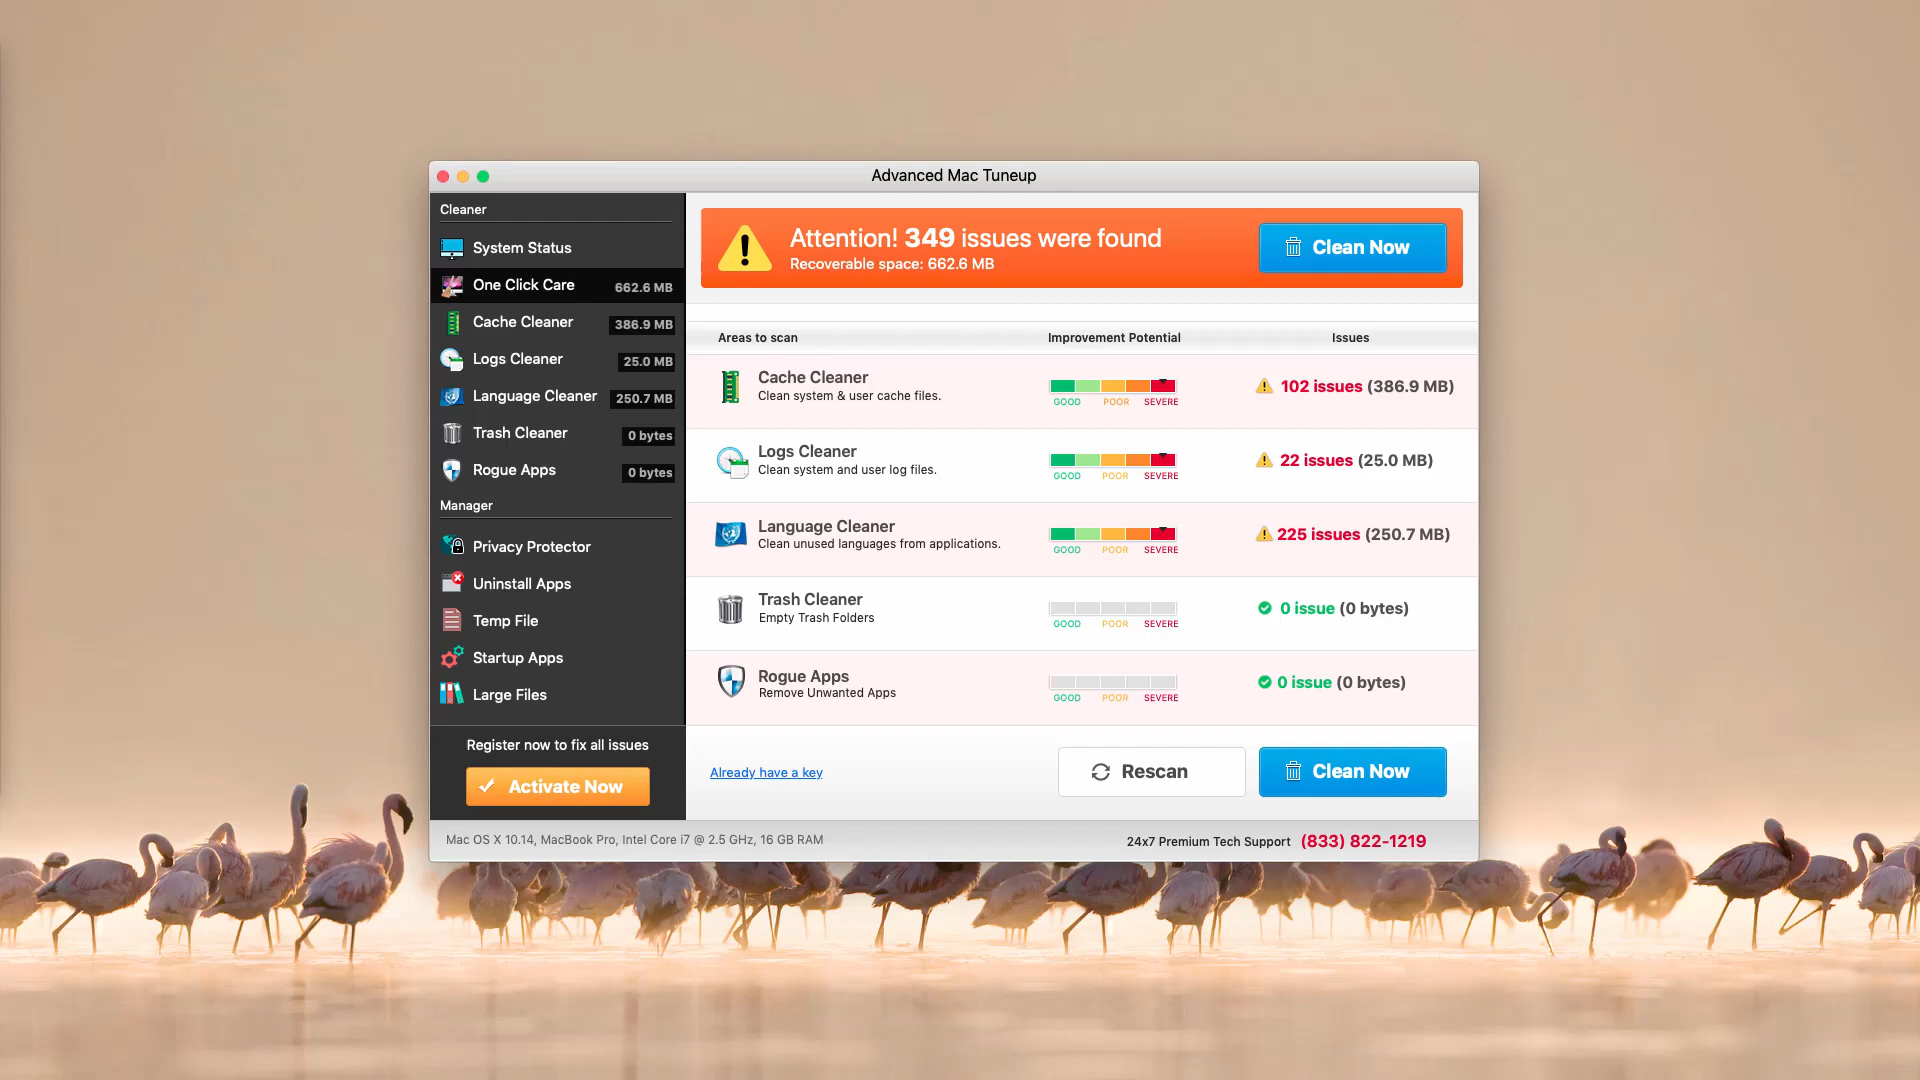 Advanced Mac Tuneup
Cleaner
System Status
One Click Care 662.6 MB
Cache Cleaner 386.9 MB
Logs Cleaner 25.0 MB
Language Cleaner 250.7 MB
Trash Cleaner 0 bytes
Rogue Apps 0 bytes
Manager
Privacy Protector
Uninstall Apps
Temp File
Startup Apps
Large Files
Register now to fix all issues
Activate Now
Attention! 349 issues were found
Recoverable space: 662.6 MB
Clean Now
Areas to scan Improvement Potential Issues
Cache Cleaner
Clean system & user cache files.
GOOD POOR SEVERE
102 issues (386.9 MB)
Logs Cleaner
Clean system and user log files.
GOOD POOR SEVERE
22 issues (25.0 MB)
Language Cleaner
Clean unused languages from applications.
GOOD POOR SEVERE
225 issues (250.7 MB)
Trash Cleaner
Empty Trash Folders
GOOD POOR SEVERE
0 issue (0 bytes)
Rogue Apps
Remove Unwanted Apps
GOOD POOR SEVERE
0 issue (0 bytes)
Already have a key
Rescan
Clean Now
Mac OS X 10.14, MacBook Pro, Intel Core i7 @ 2.5 GHz, 16 GB RAM
24x7 Premium Tech Support (833) 822-1219